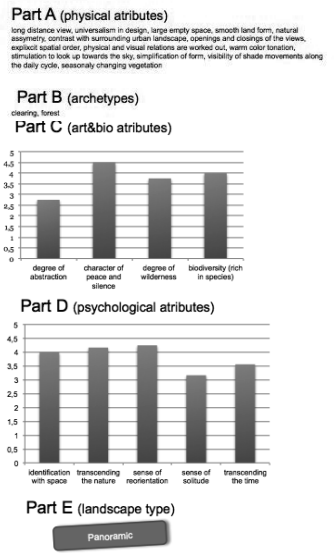 Part A (physical atributes)
long distance view, universalism in design, large empty space, smooth land form, natural
assymetry, contrast with surrounding urban landscape, openings and closings of the views,
explixcit spatial order, physical and visual relations are worked out, warm color tonation,
stimulation to look up towards the sky, simplification of form, visibility of shade movements along
the daily cycle, seasonaly changing vegetation
Part B (archetypes)
clearing, forest
Part C (art&bio atributes)
5
4,5
4
3,5
3
2,5
2
1,5
1
0,5
0
degree of abstraction
character of peace and silence
degree of wilderness
biodiversity (rich in species)
Part D (psychological atributes)
5
4,5
4
3,5
3
2,5
2
1,5
1
0,5
0
identification with space
transcending the nature
sense of reorientation
sense of solitude
transcending the time
Part E (landscape type)
Panoramic